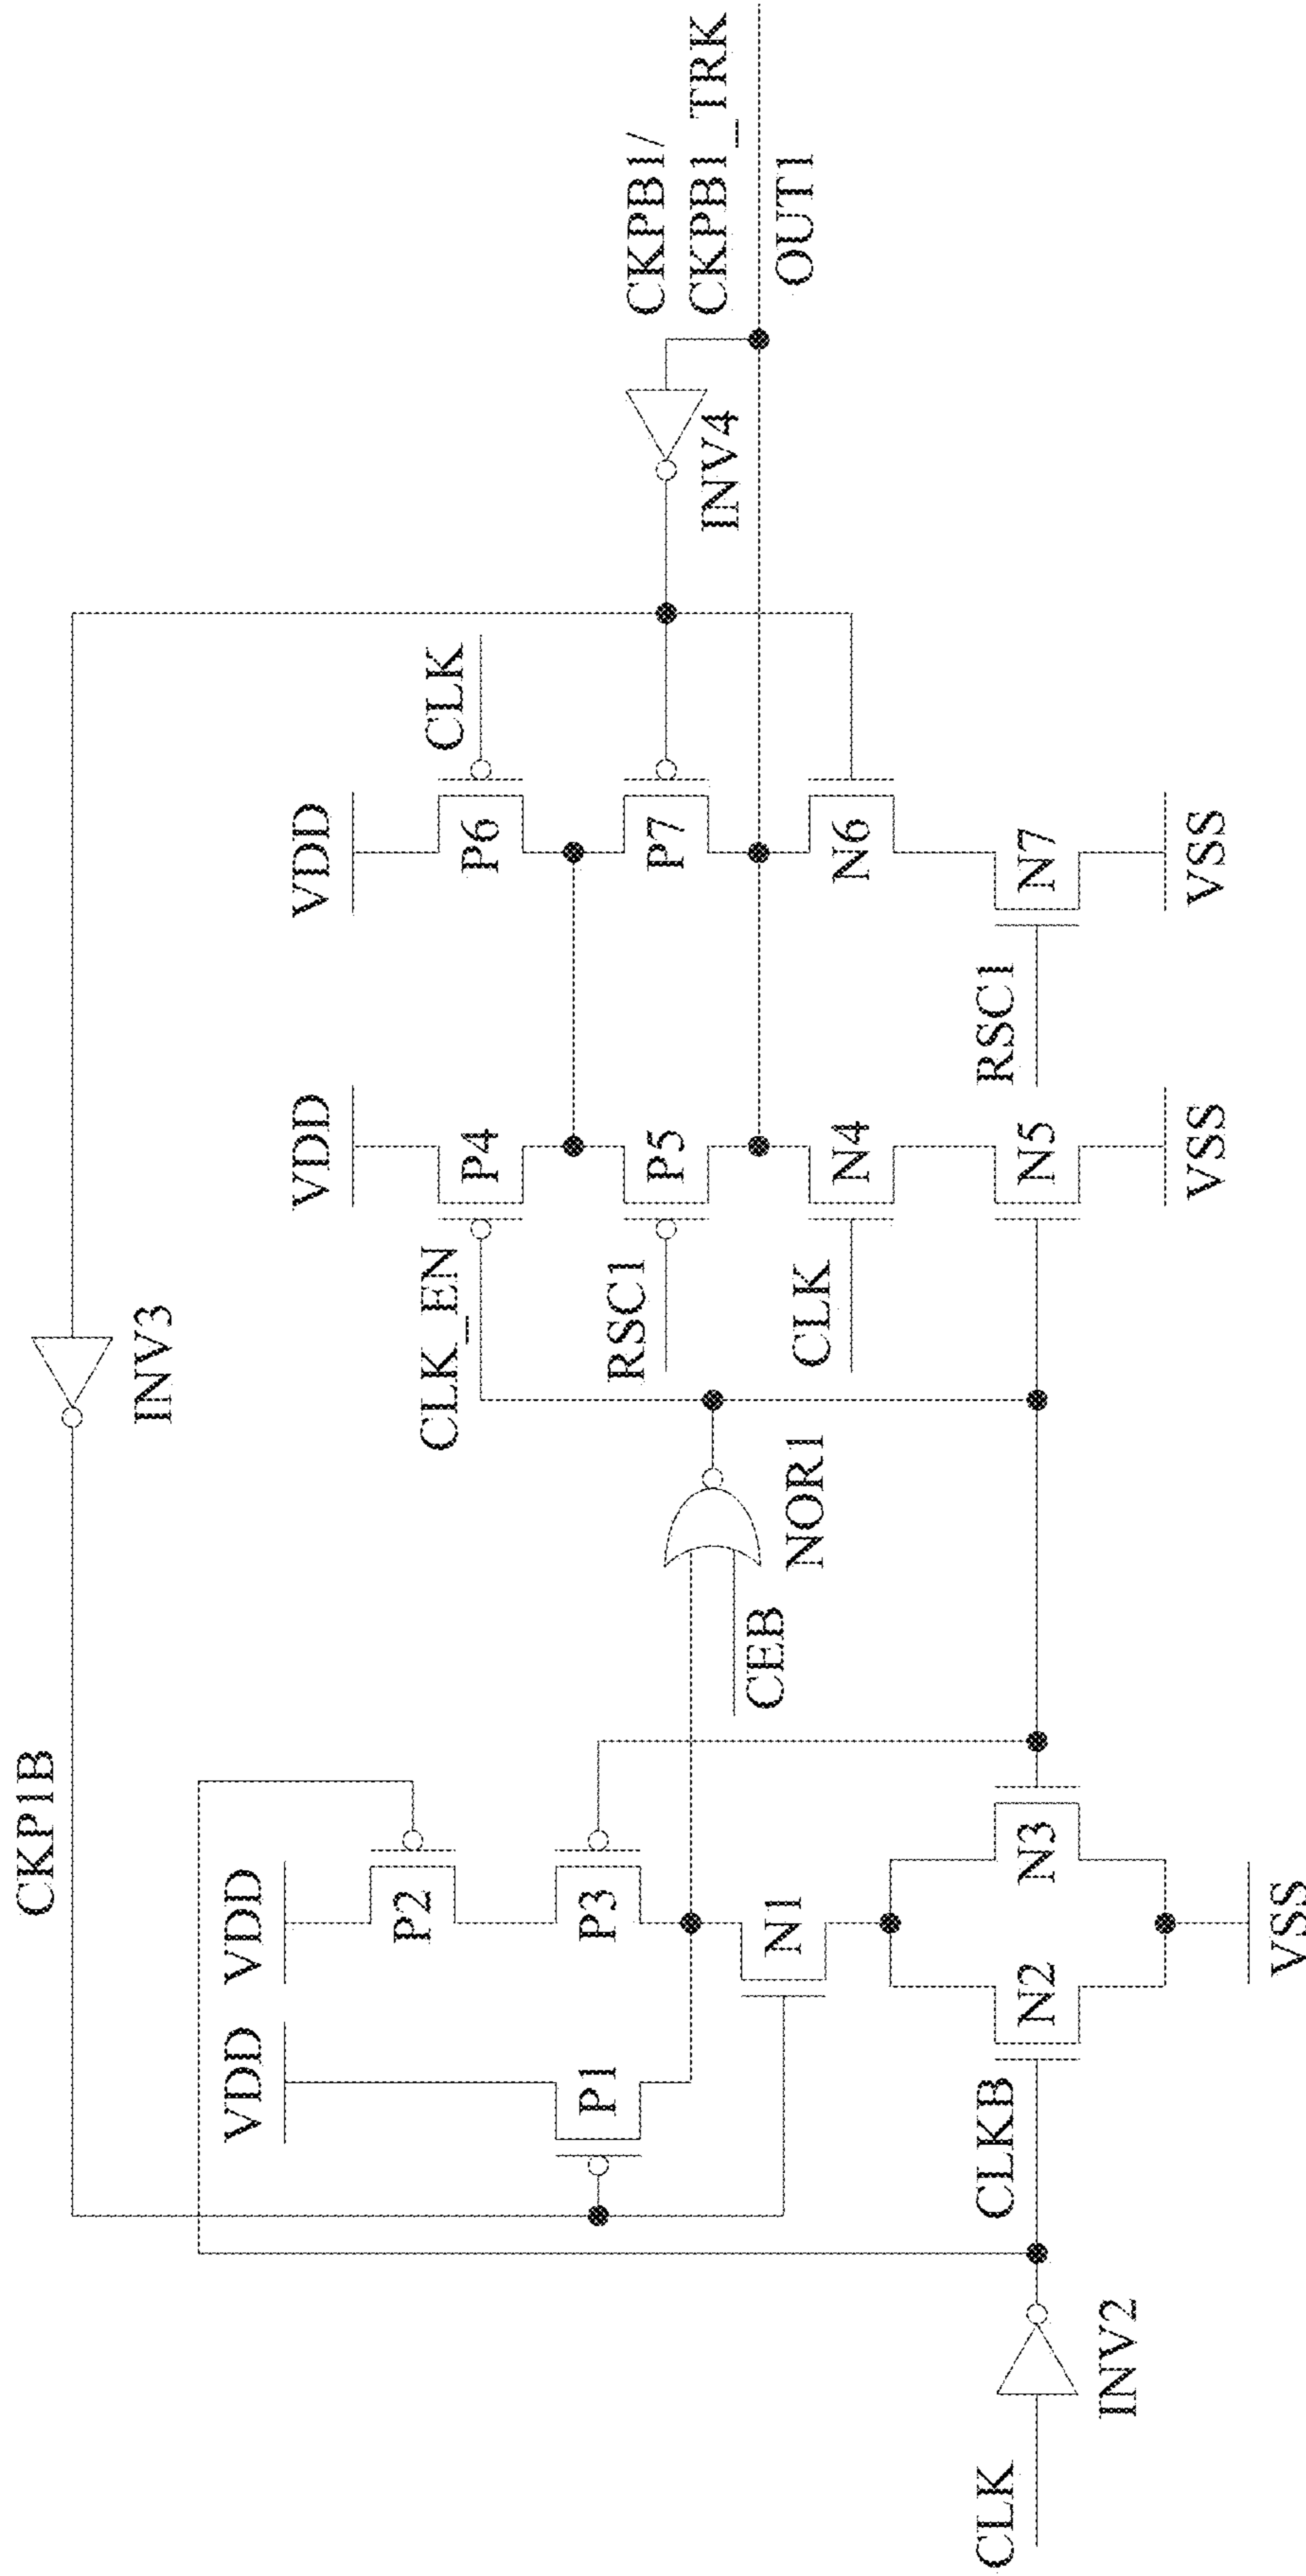 CKP1B
INV3
VDD
VDD
P2
P1
P3
N1
CLKB
N2
N3
VSS
CLK
INV2
CEB
NOR1
CLK_EN
VDD
P4
RSC1
P5
CLK
N4
N5
VSS
VDD
P6
CLK
P7
N6
RSC1
N7
VSS
INV4
CKPB1/
CKPB1_TRK
OUT1